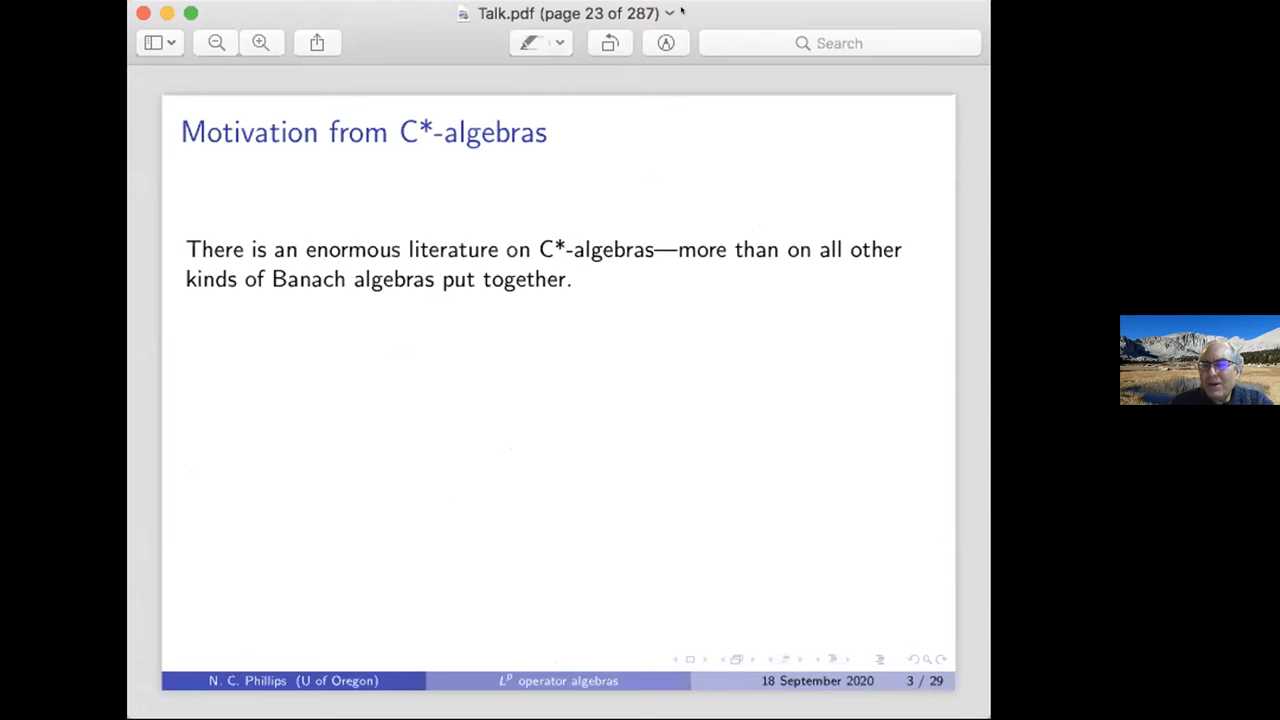 Talk.pdf (page 23 of 287)
Search
Motivation from C*-algebras
There is an enormous literature on C*-algebras—more than on all other
kinds of Banach algebras put together.
N. C. Phillips (U of Oregon)
L^p operator algebras
18 September 2020
3 / 29